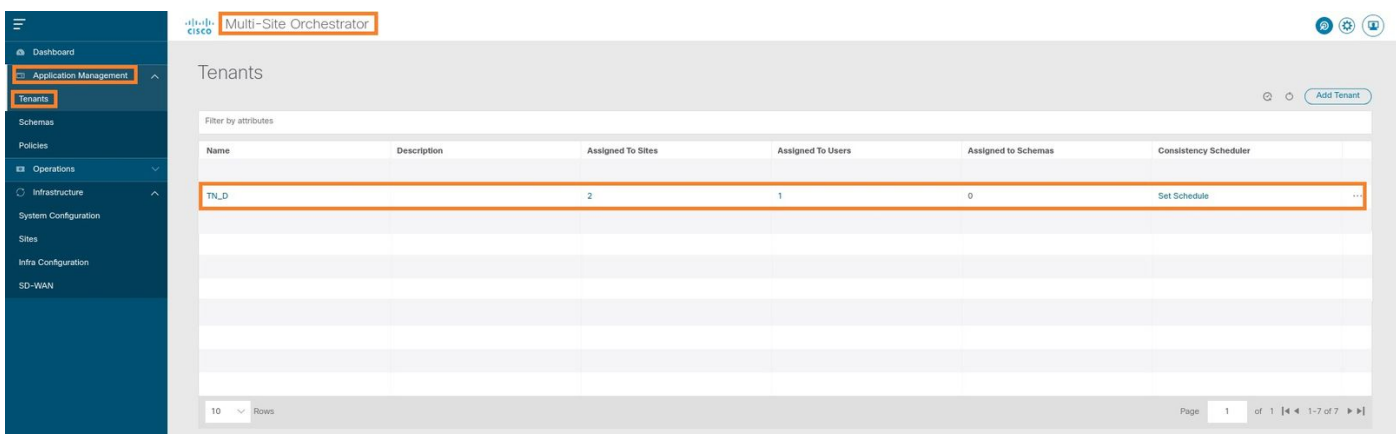 CISCO Multi-Site Orchestrator
Dashboard
Application Management
Tenants
Schemas
Policies
Operations
Infrastructure
System Configuration
Sites
Infra Configuration
SD-WAN
Tenants
Add Tenant
Filter by attributes
Name Description Assigned To Sites Assigned To Users Assigned to Schemas Consistency Scheduler
TN_D 2 1 0 Set Schedule ...
10 Rows Page 1 of 1 1-7 of 7